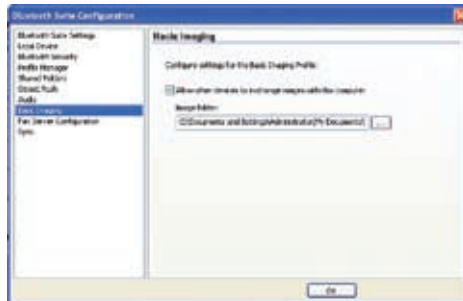 Bluetooth Suite Configuration
Bluetooth Suite Settings
Local Device
Bluetooth Security
Profile Manager
Shared Folders
Object Push
Audio
Basic Imaging
Fax Server Configuration
Sync
Basic Imaging
Configure settings for the Basic Imaging Profile
Allow other devices to exchange images with this computer
Image Folder:
C:\Documents and Settings\Administrator\My Documents\
...
OK